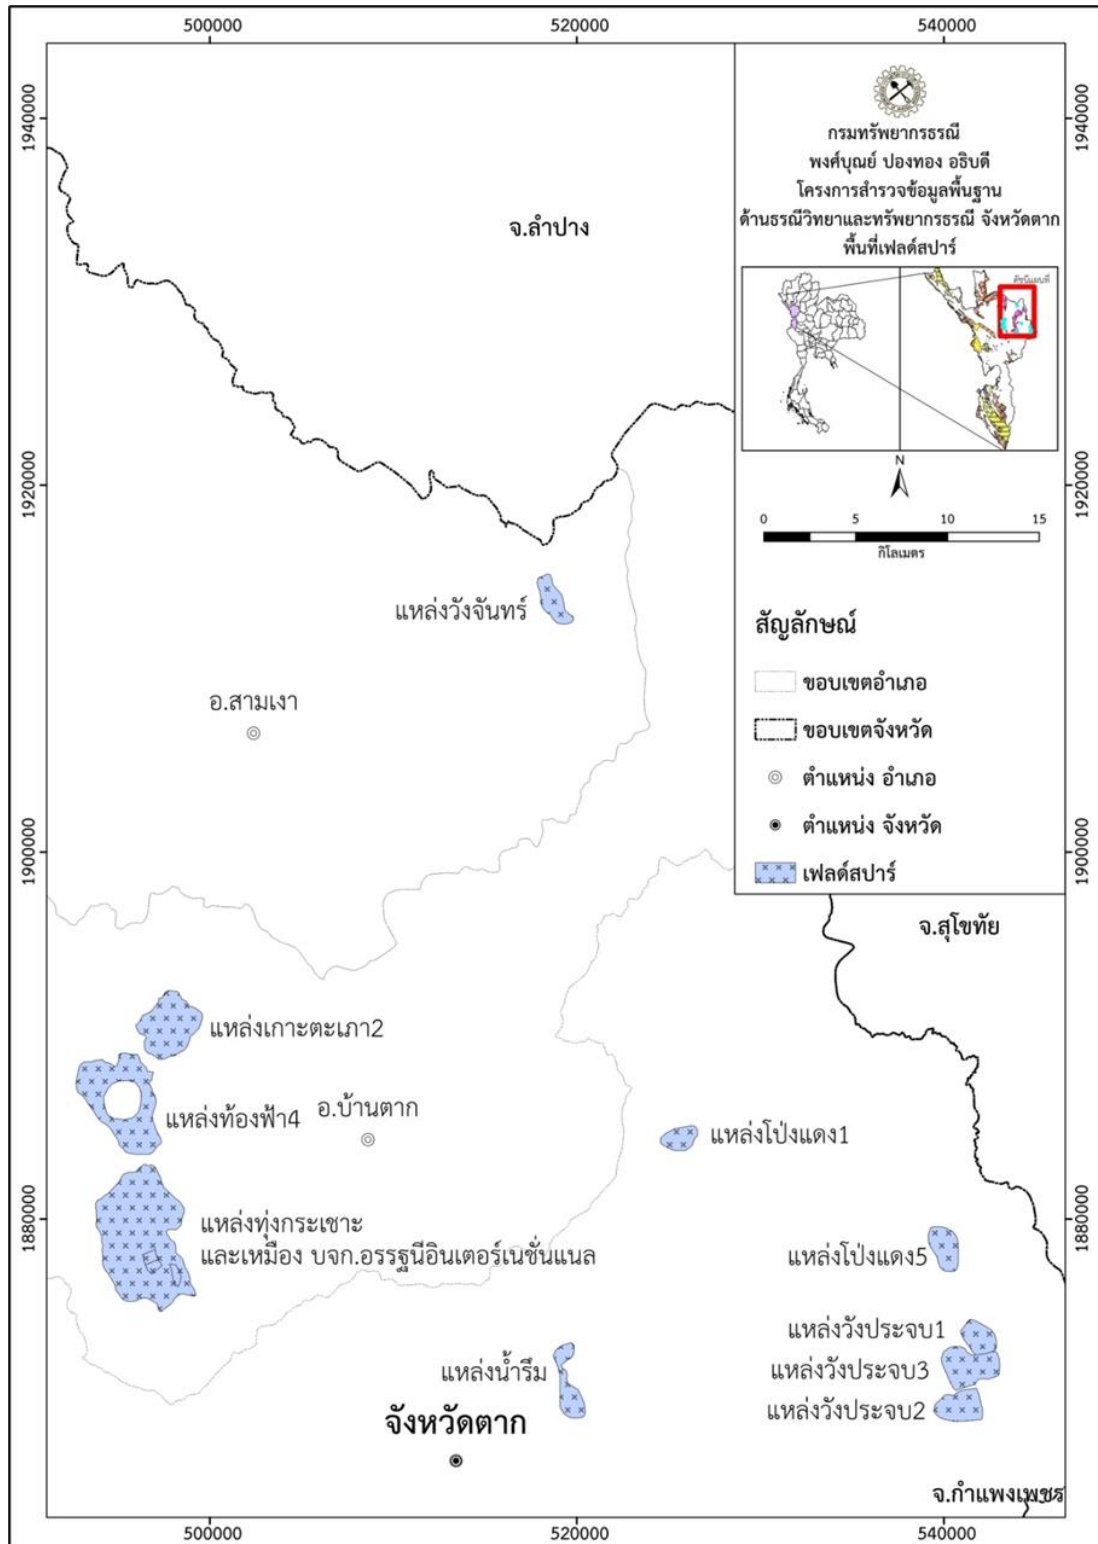 500000
520000
540000
1940000
1940000
กรมทรัพยากรธรณี
พงศ์บุณย์ ปองทอง อธิบดี
โครงการสำรวจข้อมูลพื้นฐาน
ด้านธรณีวิทยาและทรัพยากรธรณี จังหวัดตาก
พื้นที่เฟลด์สปาร์
จ.ลำปาง
ดัชนีแผนที่
N
1920000
1920000
0
5
10
15
กิโลเมตร
แหล่งวังจันทร์
สัญลักษณ์
ขอบเขตอำเภอ
อ.สามเงา
ขอบเขตจังหวัด
ตำแหน่ง อำเภอ
ตำแหน่ง จังหวัด
1900000
1900000
เฟลด์สปาร์
จ.สุโขทัย
แหล่งเกาะตะเภา2
แหล่งท้องฟ้า4
อ.บ้านตาก
แหล่งโป่งแดง1
1880000
1880000
แหล่งทุ่งกระเชาะ
และเหมือง บจก.อรรฐนีอินเตอร์เนชั่นแนล
แหล่งโป่งแดง5
แหล่งวังประจบ1
แหล่งวังประจบ3
แหล่งน้ำรึม
แหล่งวังประจบ2
จังหวัดตาก
จ.กำแพงเพชร
500000
520000
540000